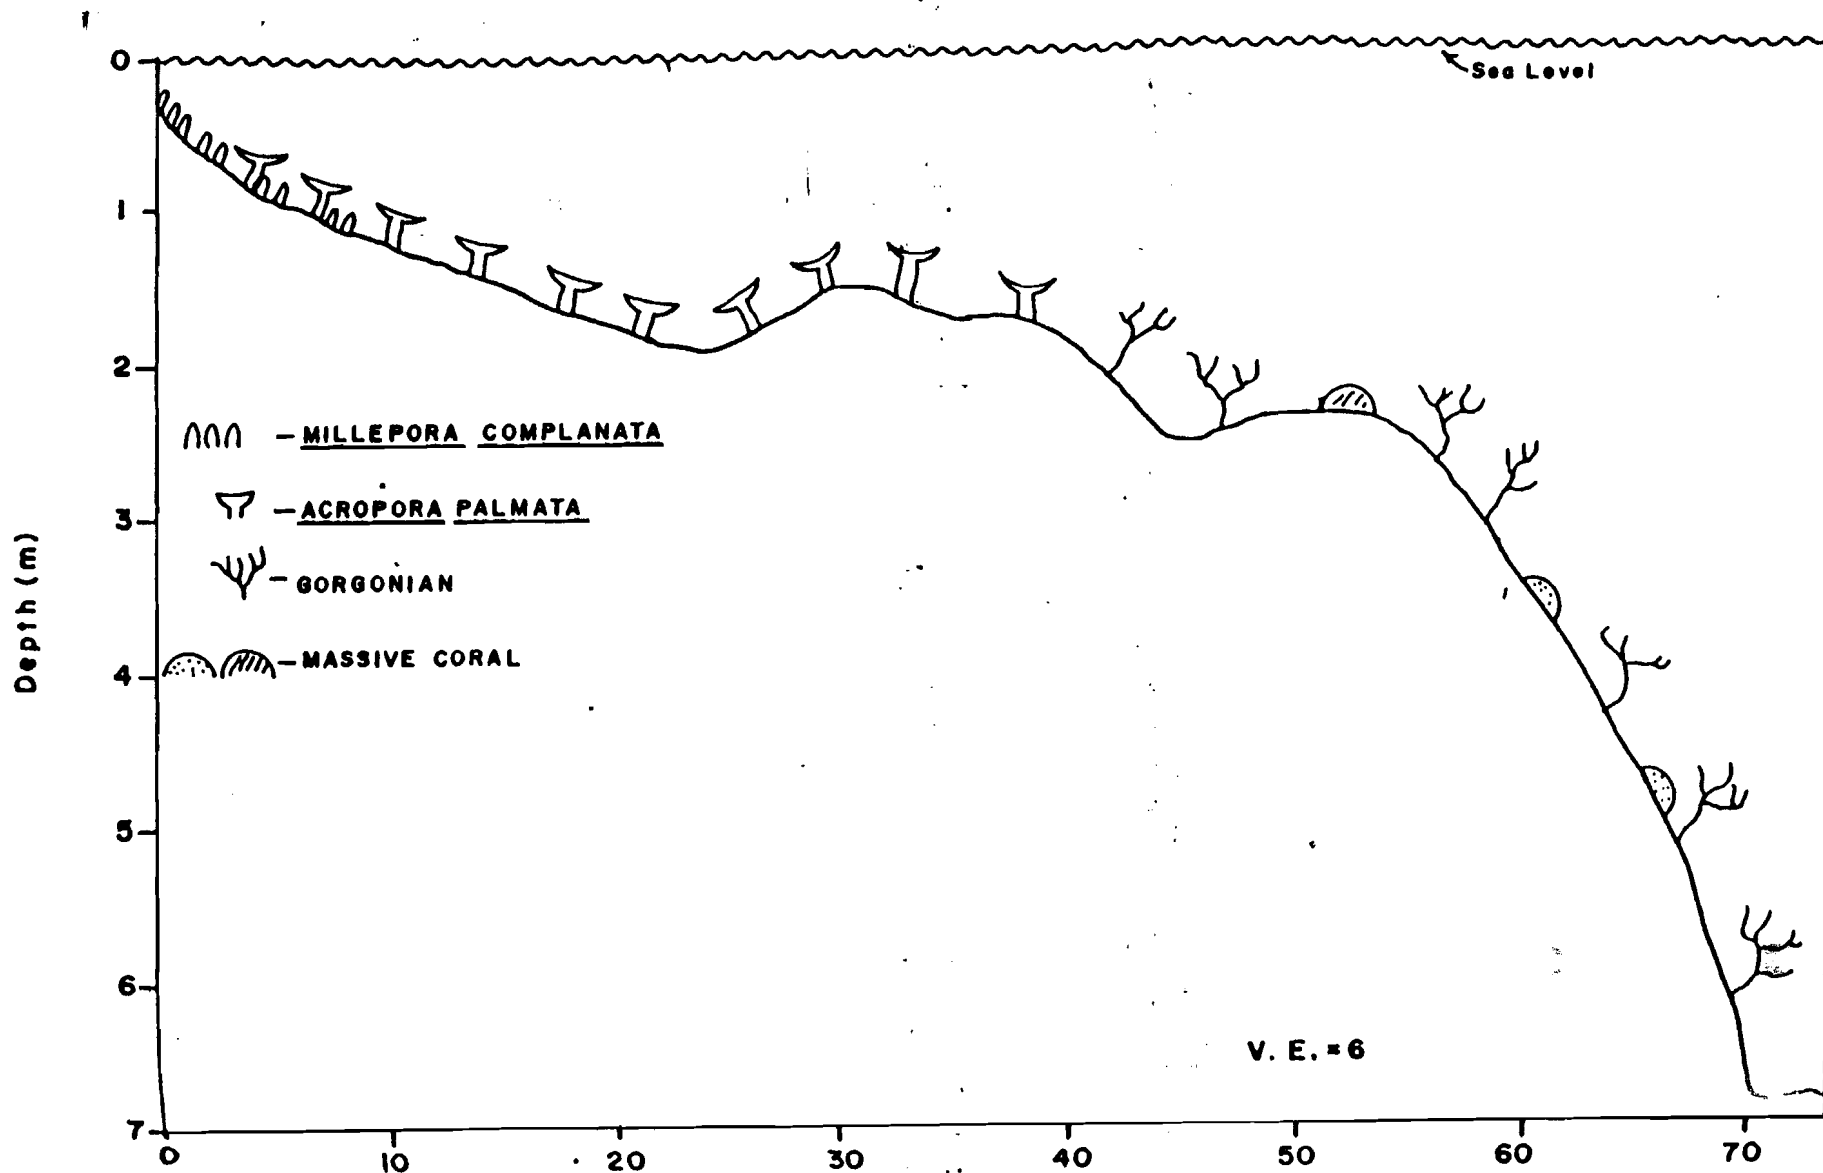 0
Sea Level
1
2
— MILLEPORA COMPLANATA
3
— ACROPORA PALMATA
— GORGONIAN
4
— MASSIVE CORAL
5
6
V. E. = 6
7
0 10 20 30 40 50 60 70
Depth (m)